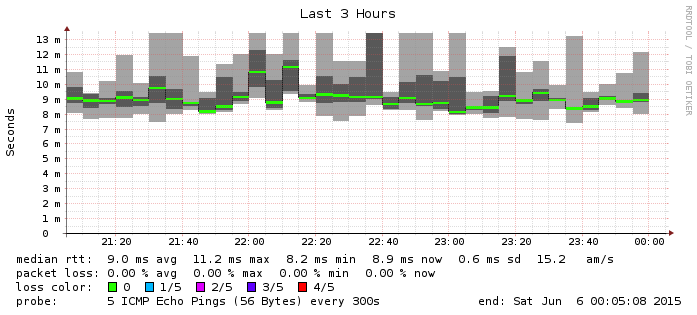 Last 3 Hours
RRDTOOL / TOBI OETIKER
Seconds
13 m
12 m
11 m
10 m
9 m
8 m
7 m
6 m
5 m
4 m
3 m
2 m
1 m
0
21:20 21:40 22:00 22:20 22:40 23:00 23:20 23:40 00:00
median rtt: 9.0 ms avg 11.2 ms max 8.2 ms min 8.9 ms now 0.6 ms sd 15.2 am/s
packet loss: 0.00 % avg 0.00 % max 0.00 % min 0.00 % now
loss color: 0 1/5 2/5 3/5 4/5
probe: 5 ICMP Echo Pings (56 Bytes) every 300s end: Sat Jun 6 00:05:08 2015